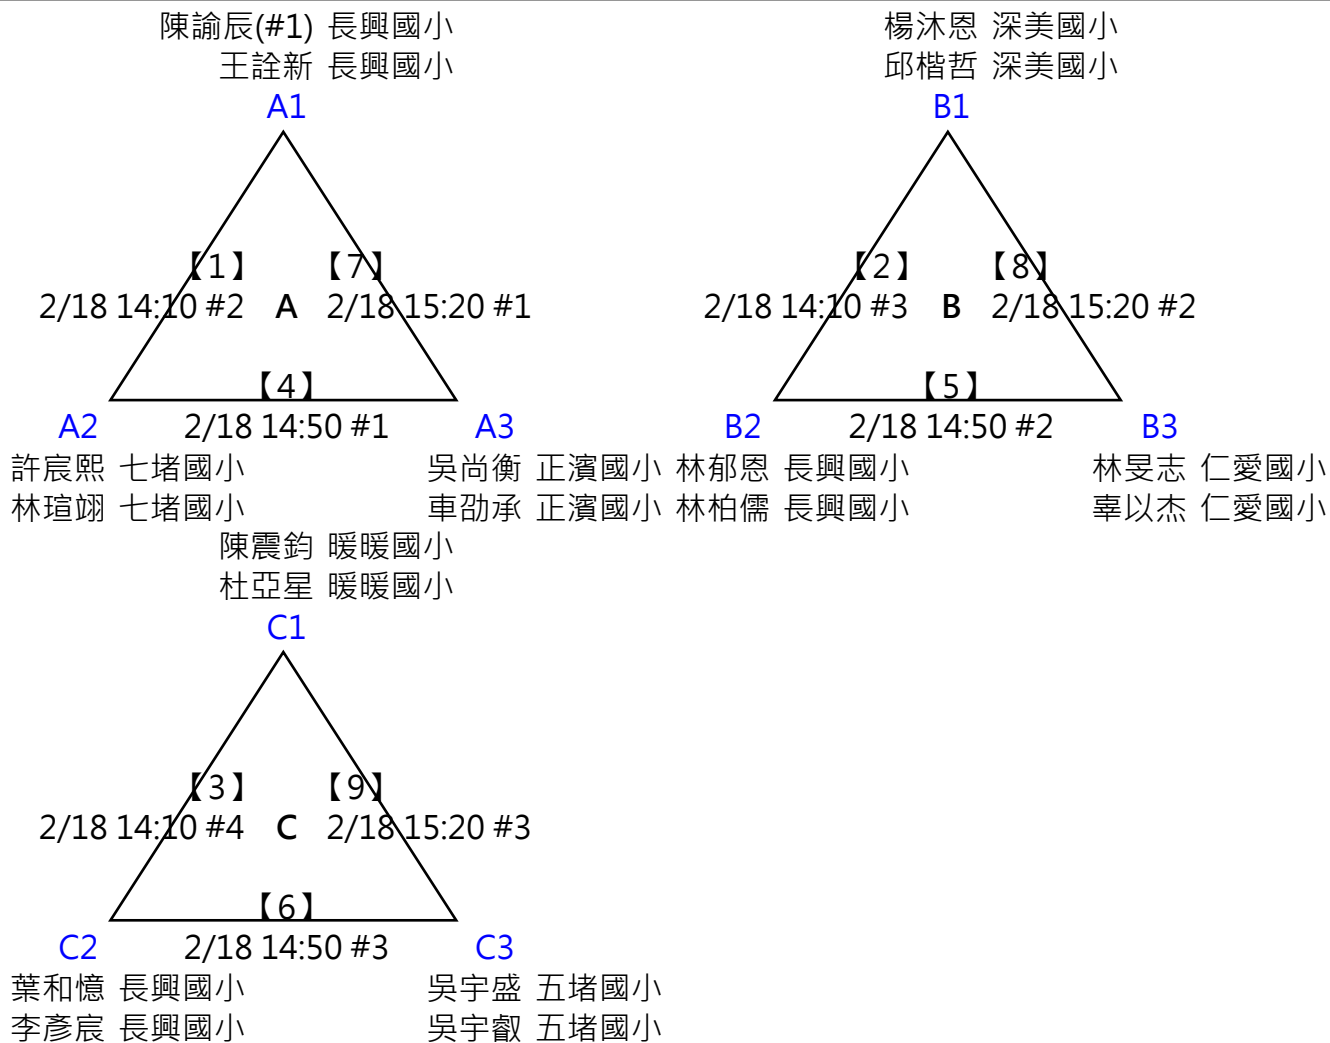 陳諭辰(#1) 長興國小
王詮新 長興國小
A1
【1】
【7】
2/18 14:10 #2 A 2/18 15:20 #1
【4】
A2 2/18 14:50 #1 A3
許宸熙 七堵國小
林瑄翊 七堵國小
吳尚衡 正濱國小
車劭承 正濱國小
楊沐恩 深美國小
邱楷哲 深美國小
B1
【2】
【8】
2/18 14:10 #3 B 2/18 15:20 #2
【5】
B2 2/18 14:50 #2 B3
林郁恩 長興國小
林柏儒 長興國小
林旻志 仁愛國小
辜以杰 仁愛國小
陳震鈞 暖暖國小
杜亞星 暖暖國小
C1
【3】
【9】
2/18 14:10 #4 C 2/18 15:20 #3
【6】
C2 2/18 14:50 #3 C3
葉和憶 長興國小
李彥宸 長興國小
吳宇盛 五堵國小
吳宇叡 五堵國小